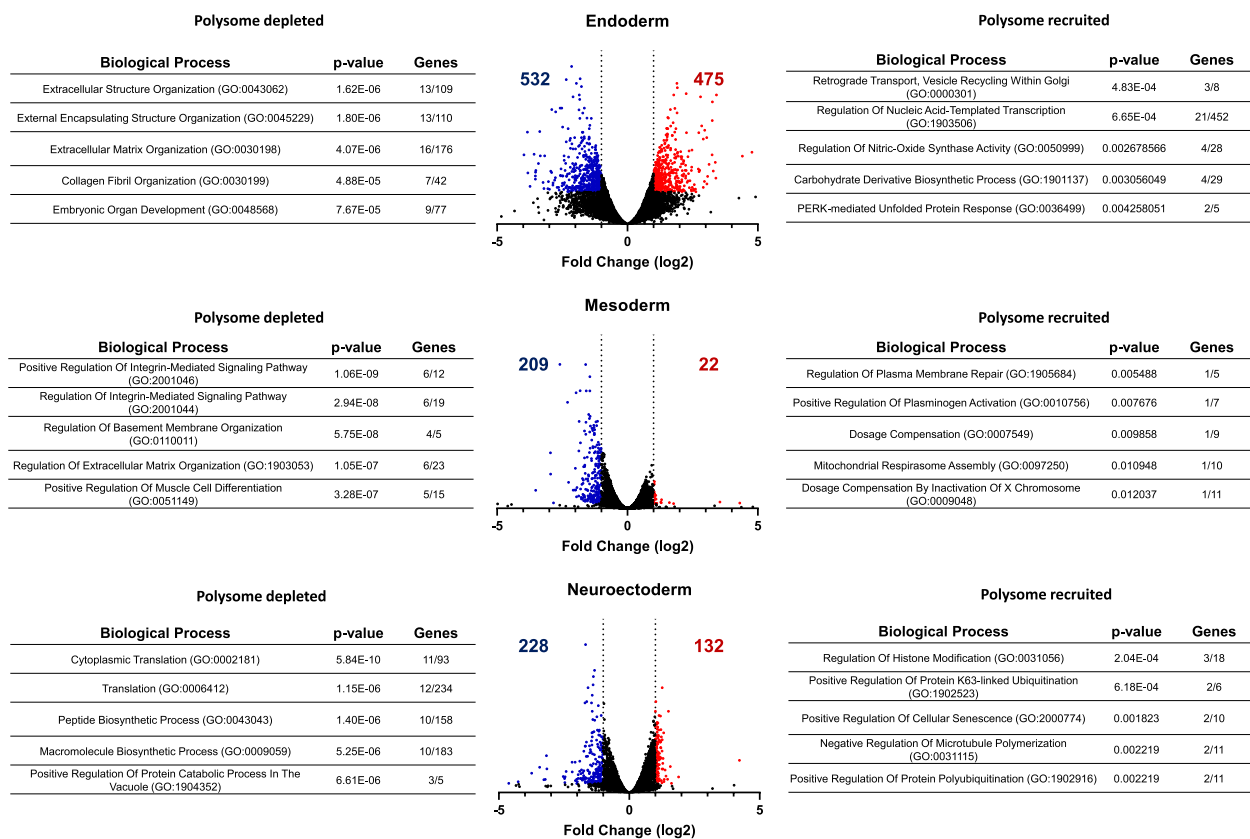 Polysome depleted
Biological Process p-value Genes
Extracellular Structure Organization (GO:0043062) 1.62E-06 13/109
External Encapsulating Structure Organization (GO:0045229) 1.80E-06 13/110
Extracellular Matrix Organization (GO:0030198) 4.07E-06 16/176
Collagen Fibril Organization (GO:0030199) 4.88E-05 7/42
Embryonic Organ Development (GO:0048568) 7.67E-05 9/77
Endoderm
532 475
-5 0 5
Fold Change (log2)
Polysome recruited
Biological Process p-value Genes
Retrograde Transport, Vesicle Recycling Within Golgi
(GO:0000301) 4.83E-04 3/8
Regulation Of Nucleic Acid-Templated Transcription
(GO:1903506) 6.65E-04 21/452
Regulation Of Nitric-Oxide Synthase Activity (GO:0050999) 0.002678566 4/28
Carbohydrate Derivative Biosynthetic Process (GO:1901137) 0.003056049 4/29
PERK-mediated Unfolded Protein Response (GO:0036499) 0.004258051 2/5
Polysome depleted
Biological Process p-value Genes
Positive Regulation Of Integrin-Mediated Signaling Pathway
(GO:2001046) 1.06E-09 6/12
Regulation Of Integrin-Mediated Signaling Pathway
(GO:2001044) 2.94E-08 6/19
Regulation Of Basement Membrane Organization
(GO:0110011) 5.75E-08 4/5
Regulation Of Extracellular Matrix Organization (GO:1903053) 1.05E-07 6/23
Positive Regulation Of Muscle Cell Differentiation
(GO:0051149) 3.28E-07 5/15
Mesoderm
209 22
-5 0 5
Fold Change (log2)
Polysome recruited
Biological Process p-value Genes
Regulation Of Plasma Membrane Repair (GO:1905684) 0.005488 1/5
Positive Regulation Of Plasminogen Activation (GO:0010756) 0.007676 1/7
Dosage Compensation (GO:0007549) 0.009858 1/9
Mitochondrial Respirasome Assembly (GO:0097250) 0.010948 1/10
Dosage Compensation By Inactivation Of X Chromosome
(GO:0009048) 0.012037 1/11
Polysome depleted
Biological Process p-value Genes
Cytoplasmic Translation (GO:0002181) 5.84E-10 11/93
Translation (GO:0006412) 1.15E-06 12/234
Peptide Biosynthetic Process (GO:0043043) 1.40E-06 10/158
Macromolecule Biosynthetic Process (GO:0009059) 5.25E-06 10/183
Positive Regulation Of Protein Catabolic Process In The
Vacuole (GO:1904352) 6.61E-06 3/5
Neuroectoderm
228 132
-5 0 5
Fold Change (log2)
Polysome recruited
Biological Process p-value Genes
Regulation Of Histone Modification (GO:0031056) 2.04E-04 3/18
Positive Regulation Of Protein K63-linked Ubiquitination
(GO:1902523) 6.18E-04 2/6
Positive Regulation Of Cellular Senescence (GO:2000774) 0.001823 2/10
Negative Regulation Of Microtubule Polymerization
(GO:0031115) 0.002219 2/11
Positive Regulation Of Protein Polyubiquitination (GO:1902916) 0.002219 2/11